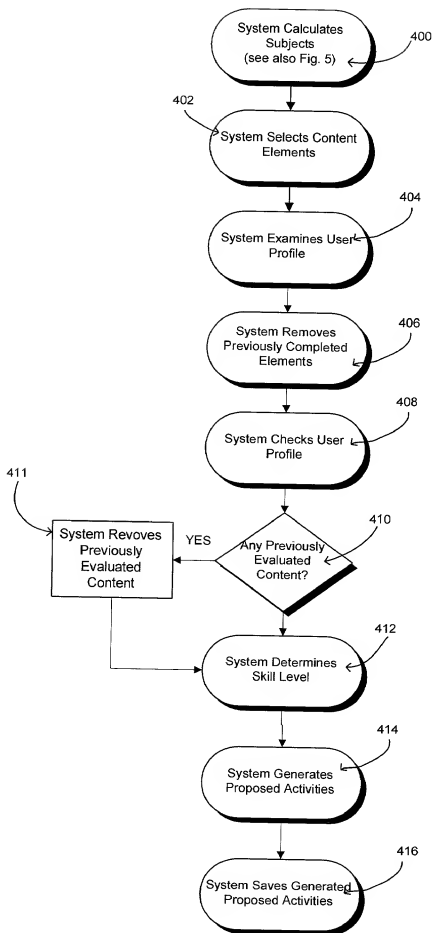 System Calculates
Subjects
(see also Fig. 5)
400
402
System Selects Content
Elements
404
System Examines User
Profile
System Removes
Previously Completed
Elements
406
408
System Checks User
Profile
411
System Revoves
Previously
Evaluated
Content
YES
Any Previously
Evaluated
Content?
410
System Determines
Skill Level
412
414
System Generates
Proposed Activities
416
System Saves Generated
Proposed Activities